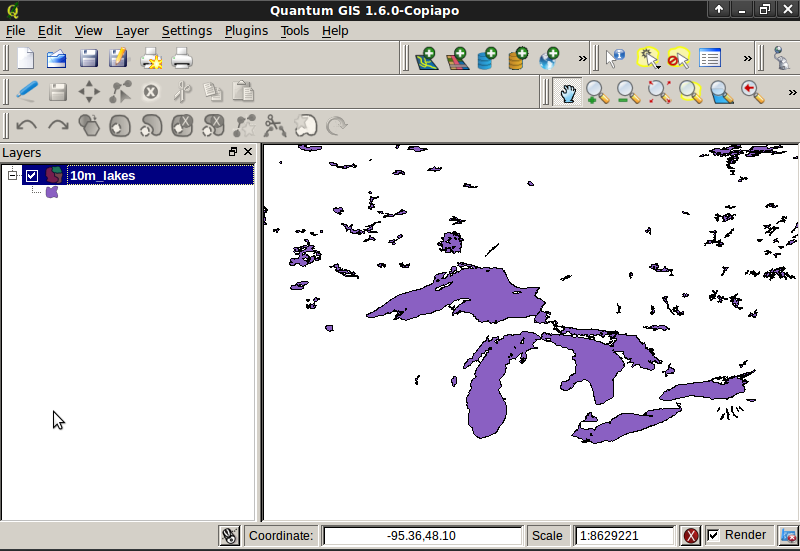 Quantum GIS 1.6.0-Copiapo
File Edit View Layer Settings Plugins Tools Help
»
»
»
Layers
10m_lakes
Coordinate: -95.36,48.10 Scale 1:8629221 Render